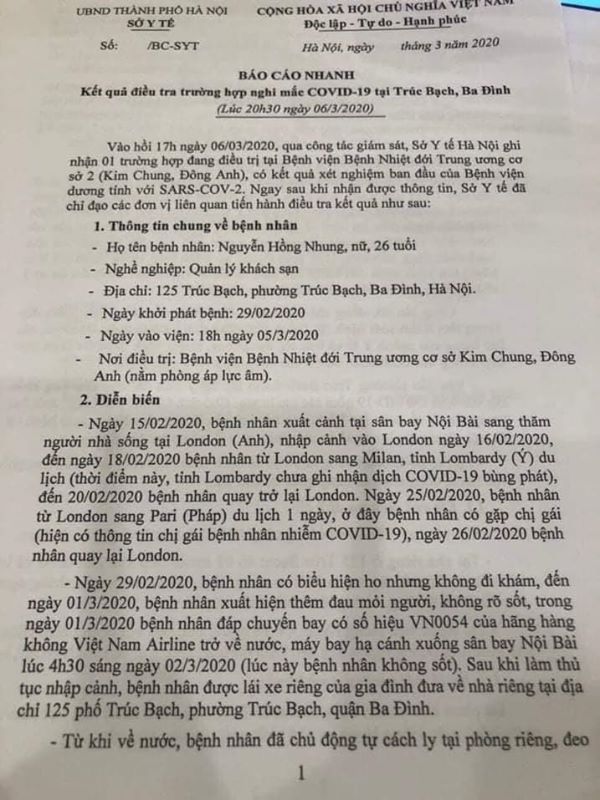 UBND THÀNH PHỐ HÀ NỘI
SỞ Y TẾ
CỘNG HÒA XÃ HỘI CHỦ NGHĨA VIỆT NAM
Độc lập - Tự do - Hạnh phúc
Số: /BC-SYT
Hà Nội, ngày tháng 3 năm 2020
BÁO CÁO NHANH
Kết quả điều tra trường hợp nghi mắc COVID-19 tại Trúc Bạch, Ba Đình
(Lúc 20h30 ngày 06/3/2020)
Vào hồi 17h ngày 06/03/2020, qua công tác giám sát, Sở Y tế Hà Nội ghi
nhận 01 trường hợp đang điều trị tại Bệnh viện Bệnh Nhiệt đới Trung ương cơ
sở 2 (Kim Chung, Đông Anh), có kết quả xét nghiệm ban đầu của Bệnh viện
dương tính với SARS-COV-2. Ngay sau khi nhận được thông tin, Sở Y tế đã
chỉ đạo các đơn vị liên quan tiến hành điều tra kết quả như sau:
1. Thông tin chung về bệnh nhân
- Họ tên bệnh nhân: Nguyễn Hồng Nhung, nữ, 26 tuổi
- Nghề nghiệp: Quản lý khách sạn
- Địa chỉ: 125 Trúc Bạch, phường Trúc Bạch, Ba Đình, Hà Nội.
- Ngày khởi phát bệnh: 29/02/2020
- Ngày vào viện: 18h ngày 05/3/2020
- Nơi điều trị: Bệnh viện Bệnh Nhiệt đới Trung ương cơ sở Kim Chung, Đông
Anh (nằm phòng áp lực âm).
2. Diễn biến
- Ngày 15/02/2020, bệnh nhân xuất cảnh tại sân bay Nội Bài sang thăm
người nhà sống tại London (Anh), nhập cảnh vào London ngày 16/02/2020,
đến ngày 18/02/2020 bệnh nhân từ London sang Milan, tỉnh Lombardy (Ý) du
lịch (thời điểm này, tỉnh Lombardy chưa ghi nhận dịch COVID-19 bùng phát),
đến 20/02/2020 bệnh nhân quay trở lại London. Ngày 25/02/2020, bệnh nhân
từ London sang Pari (Pháp) du lịch 1 ngày, ở đây bệnh nhân có gặp chị gái
(hiện có thông tin chị gái bệnh nhân nhiễm COVID-19), ngày 26/02/2020 bệnh
nhân quay lại London.
- Ngày 29/02/2020, bệnh nhân có biểu hiện ho nhưng không đi khám, đến
ngày 01/3/2020, bệnh nhân xuất hiện thêm đau mỏi người, không rõ sốt, trong
ngày 01/3/2020 bệnh nhân đáp chuyến bay có số hiệu VN0054 của hãng hàng
không Việt Nam Airline trở về nước, máy bay hạ cánh xuống sân bay Nội Bài
lúc 4h30 sáng ngày 02/3/2020 (lúc này bệnh nhân không sốt). Sau khi làm thủ
tục nhập cảnh, bệnh nhân được lái xe riêng của gia đình đưa về nhà riêng tại địa
chỉ 125 phố Trúc Bạch, phường Trúc Bạch, quận Ba Đình.
- Từ khi về nước, bệnh nhân đã chủ động tự cách ly tại phòng riêng, đeo
1